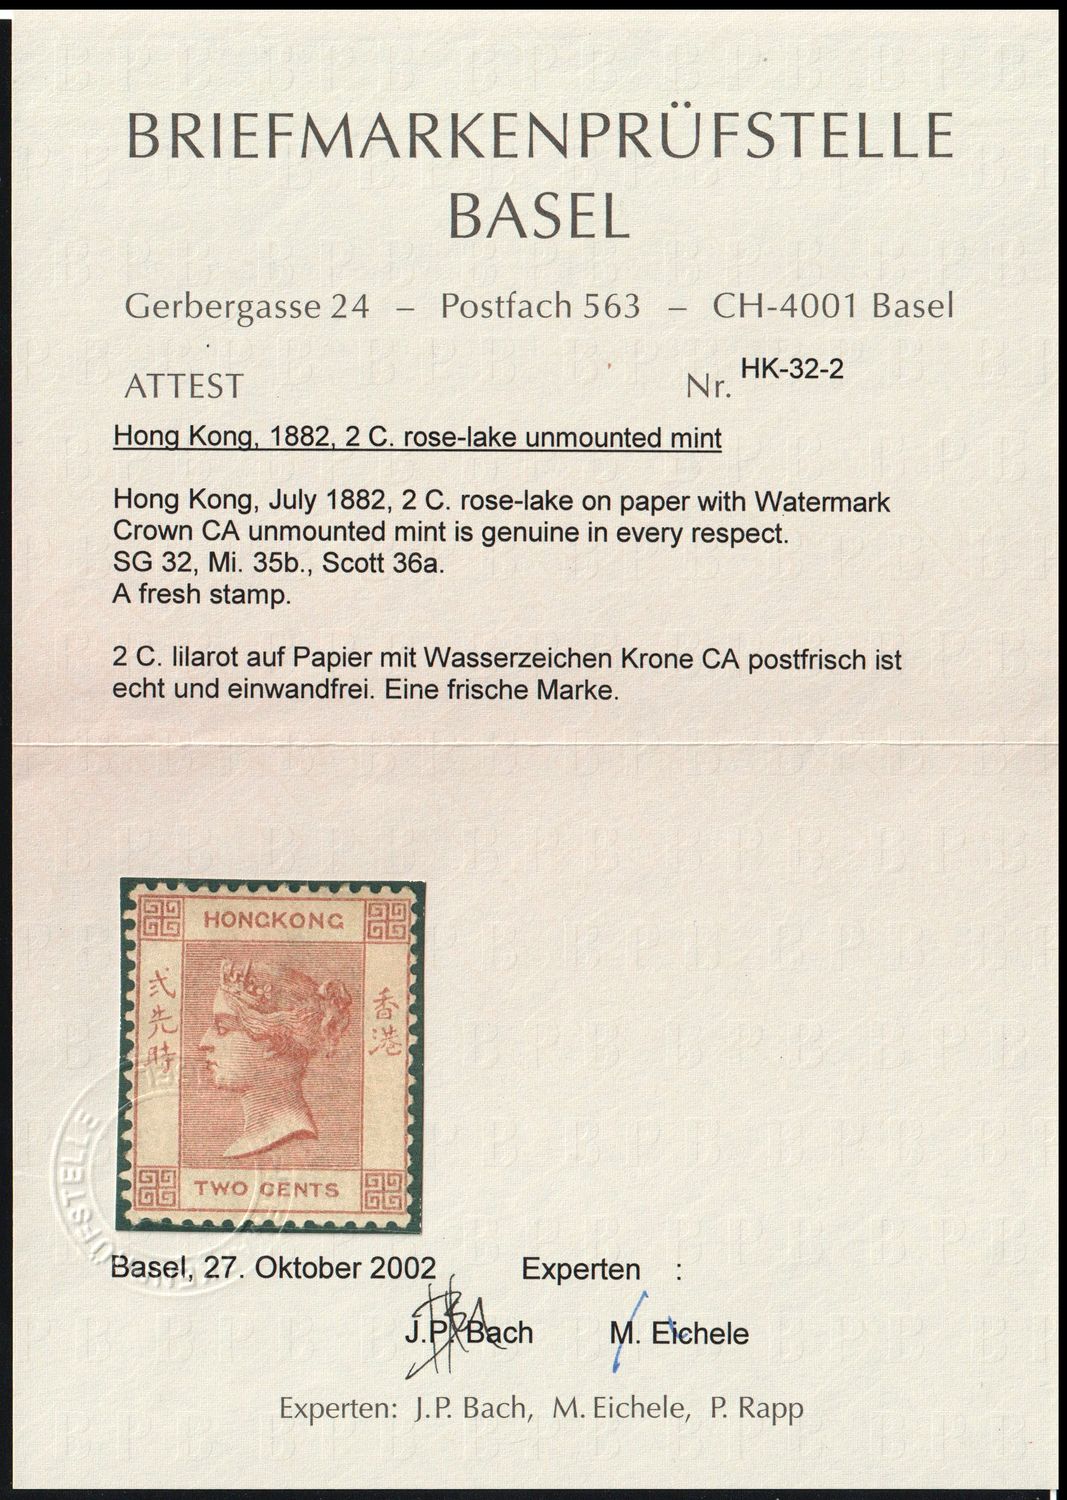 BRIEFMARKENPRÜFSTELLE
BASEL
Gerbergasse 24 – Postfach 563 – CH-4001 Basel
ATTEST Nr. HK-32-2
Hong Kong, 1882, 2 C. rose-lake unmounted mint
Hong Kong, July 1882, 2 C. rose-lake on paper with Watermark
Crown CA unmounted mint is genuine in every respect.
SG 32, Mi. 35b., Scott 36a.
A fresh stamp.
2 C. lilarot auf Papier mit Wasserzeichen Krone CA postfrisch ist
echt und einwandfrei. Eine frische Marke.
HONGKONG
香港
弍先時
TWO CENTS
Basel, 27. Oktober 2002 Experten :
J.P. Bach M. Eichele
Experten: J.P. Bach, M. Eichele, P. Rapp